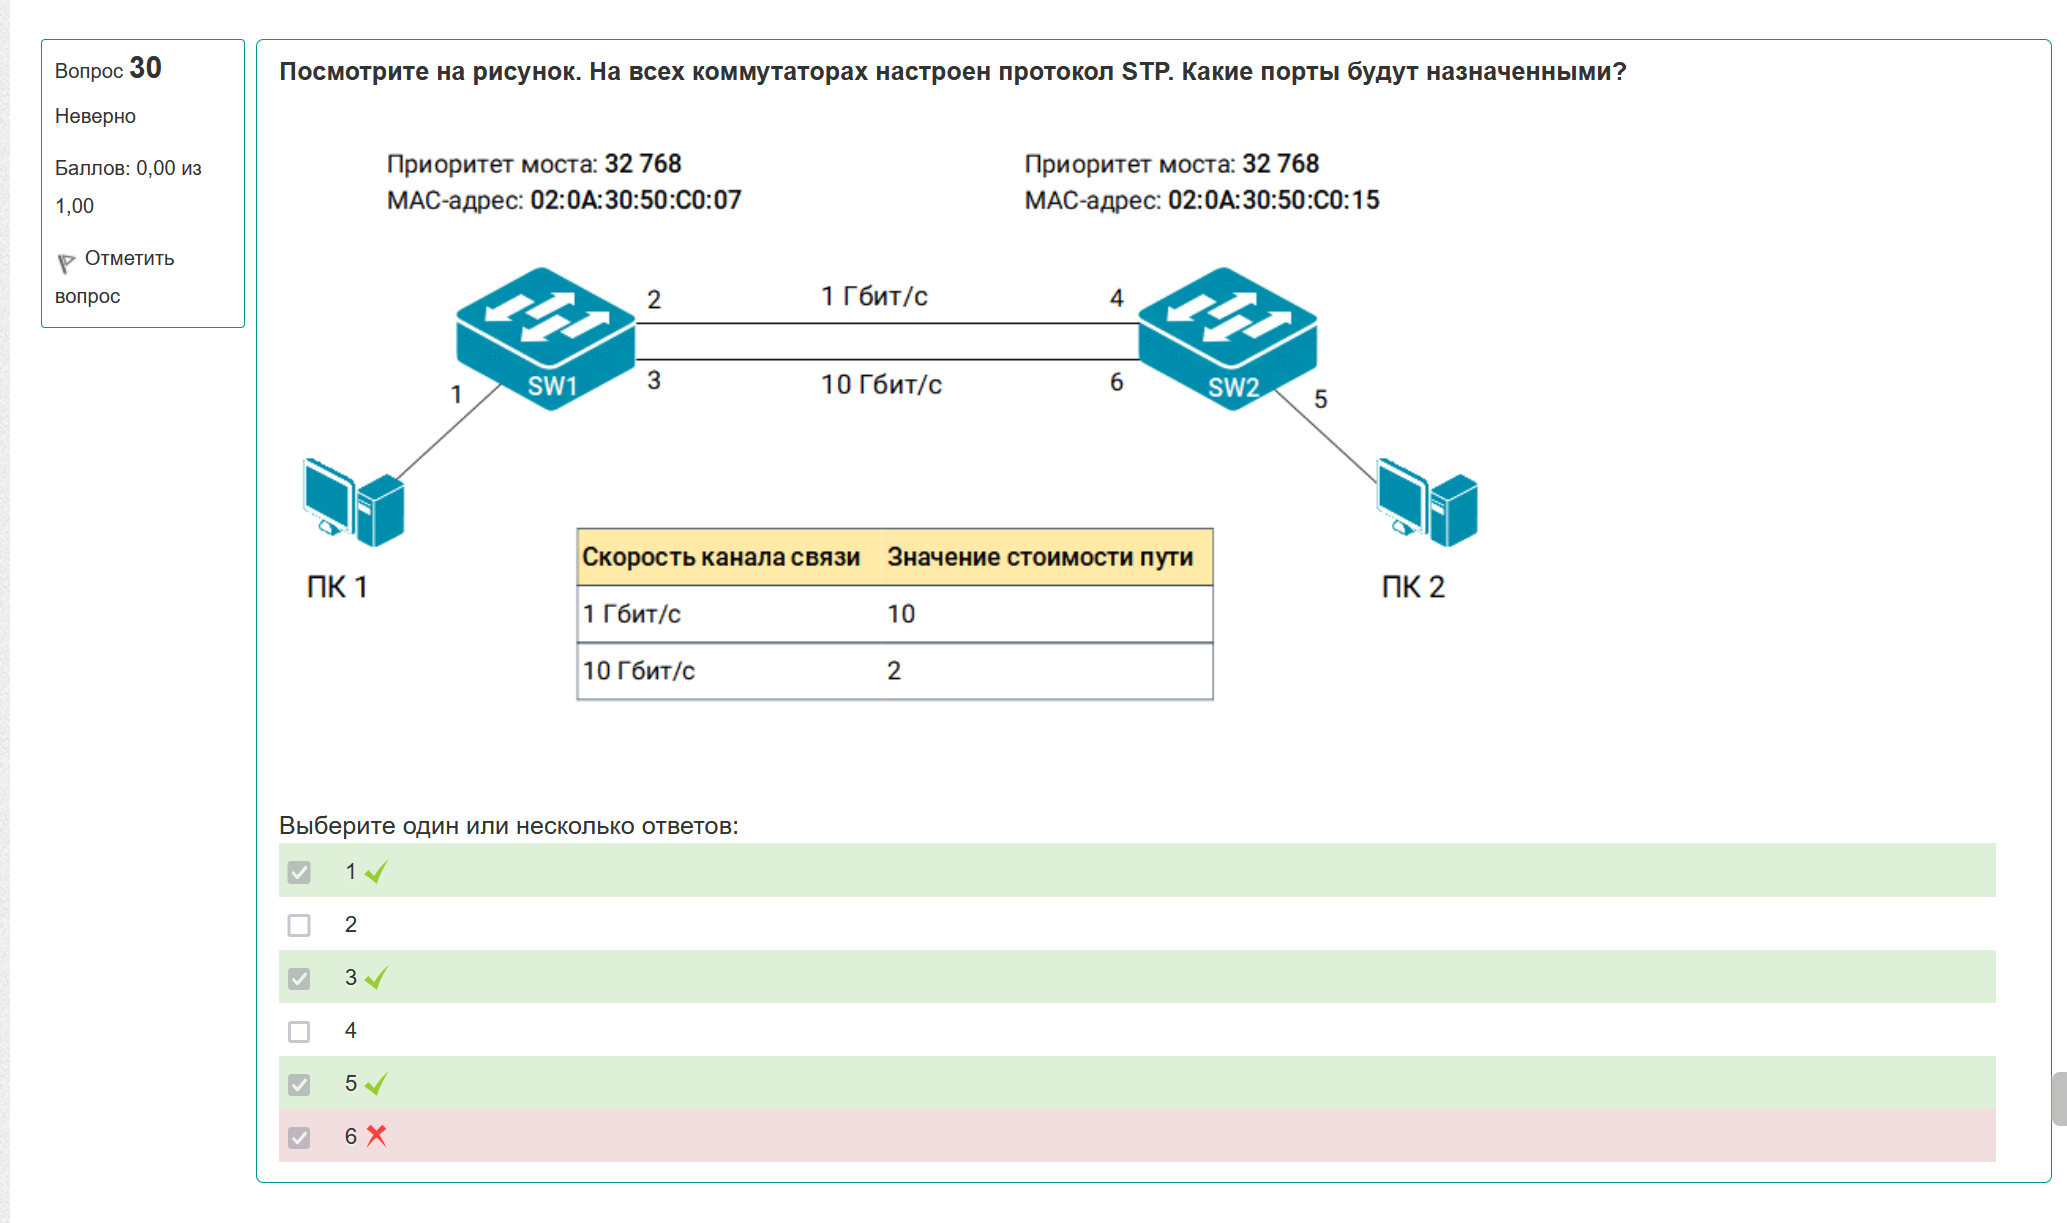 Вопрос 30
Неверно
Баллов: 0,00 из
1,00
Отметить
вопрос
Посмотрите на рисунок. На всех коммутаторах настроен протокол STP. Какие порты будут назначенными?
Приоритет моста: 32 768
MAC-адрес: 02:0A:30:50:C0:07
Приоритет моста: 32 768
MAC-адрес: 02:0A:30:50:C0:15
2
1 Гбит/с
4
SW1
SW2
3
10 Гбит/с
6
1
5
ПК 1
ПК 2
Скорость канала связи Значение стоимости пути
1 Гбит/с 10
10 Гбит/с 2
Выберите один или несколько ответов:
1
2
3
4
5
6